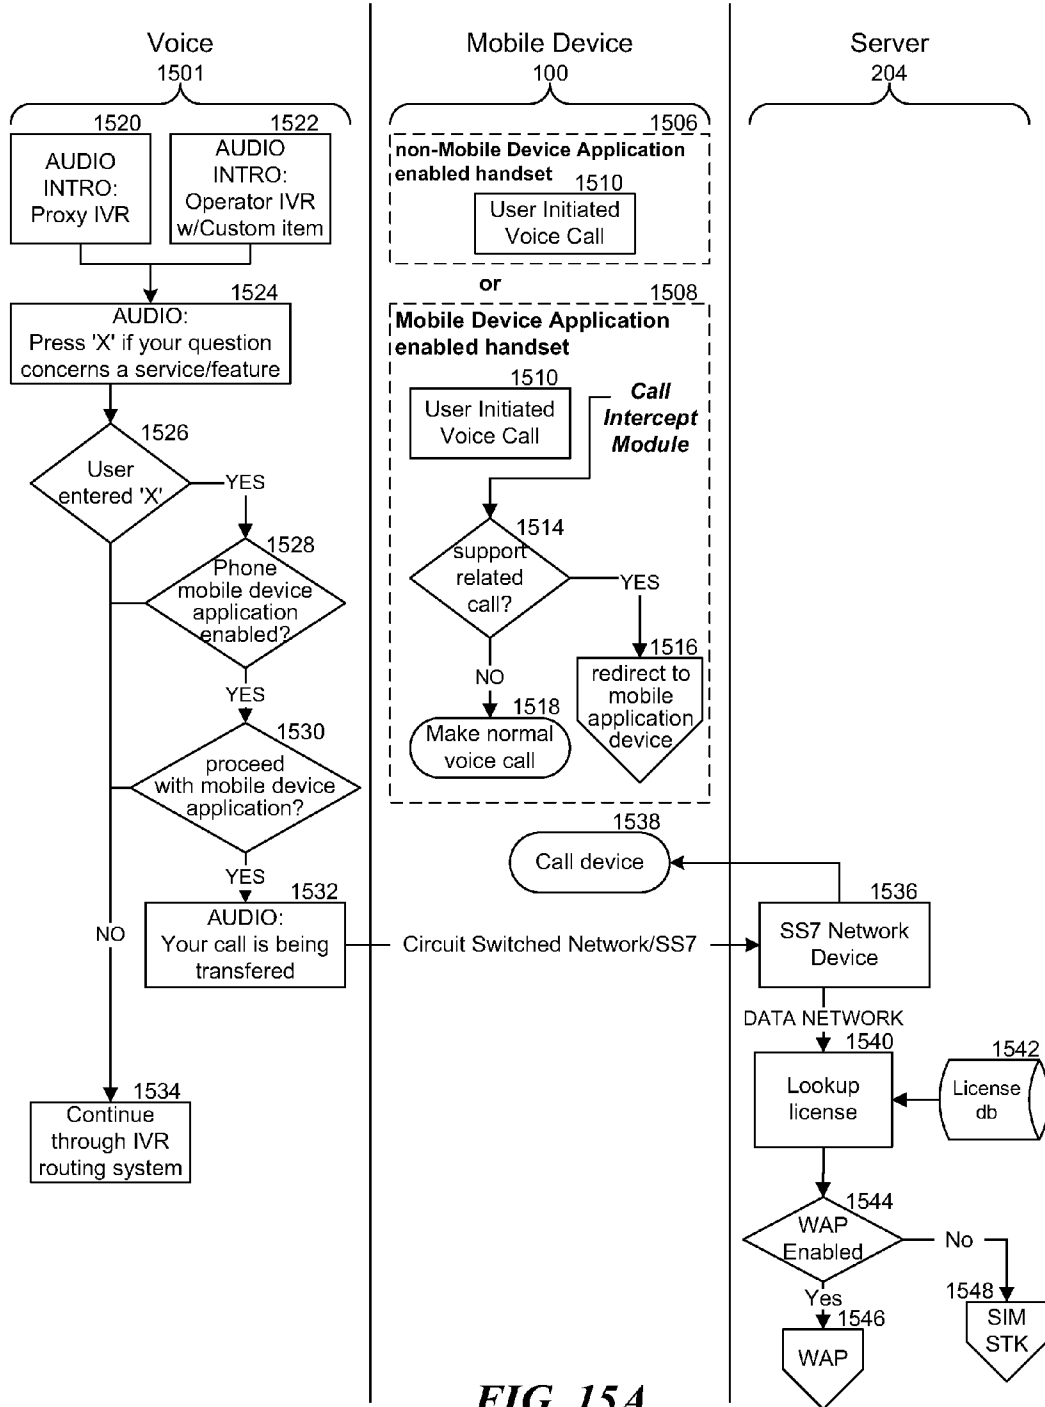 Voice
1501
Mobile Device
100
Server
204
1520
AUDIO
INTRO:
Proxy IVR
1522
AUDIO
INTRO:
Operator IVR
w/Custom item
1524
AUDIO:
Press 'X' if your question
concerns a service/feature
1526
User
entered 'X'
YES
1528
Phone
mobile device
application
enabled?
YES
1530
proceed
with mobile device
application?
YES
1532
AUDIO:
Your call is being
transfered
NO
1534
Continue
through IVR
routing system
1506
non-Mobile Device Application
enabled handset
1510
User Initiated
Voice Call
or
1508
Mobile Device Application
enabled handset
1510
User Initiated
Voice Call
Call
Intercept
Module
1514
support
related
call?
YES
NO
1516
redirect to
mobile
application
device
1518
Make normal
voice call
1538
Call device
Circuit Switched Network/SS7
1536
SS7 Network
Device
DATA NETWORK
1540
Lookup
license
1542
License
db
1544
WAP
Enabled
No
Yes
1546
WAP
1548
SIM
STK
FIG. 15A